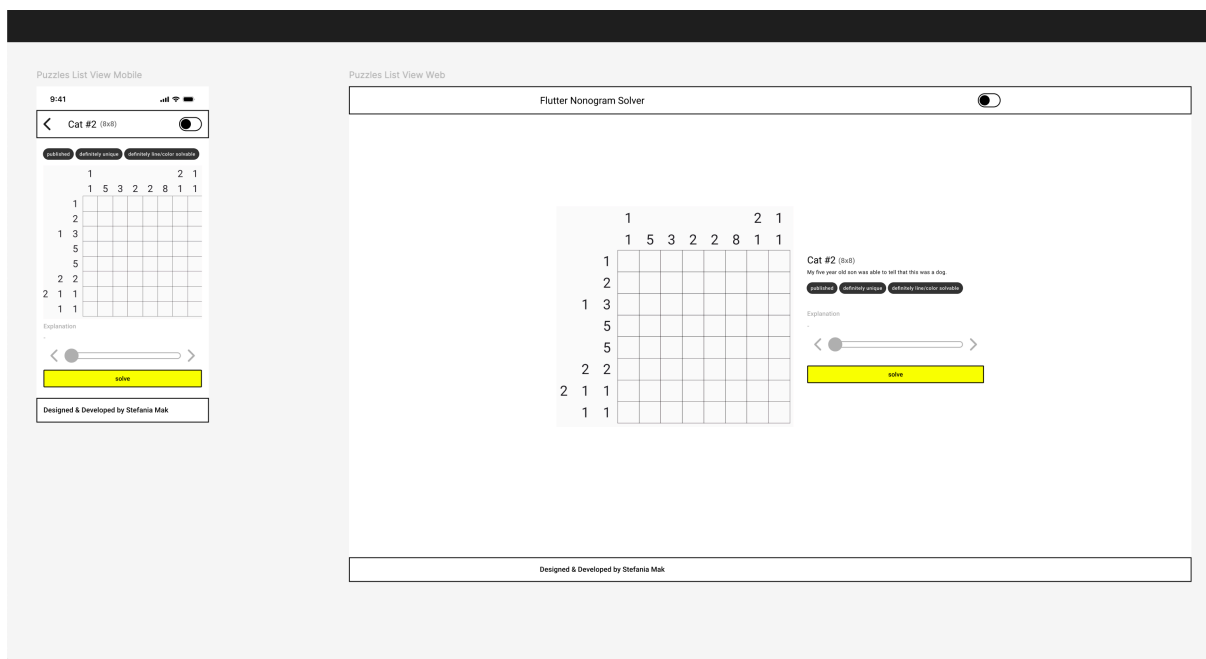 Puzzles List View Mobile
9:41
Cat #2 (8x8)
published definitely unique definitely line/color solvable
1 2 1
1 5 3 2 2 8 1 1
1
2
1 3
5
5
2 2
2 1 1
1 1
Explanation
-
solve
Designed & Developed by Stefania Mak
Puzzles List View Web
Flutter Nonogram Solver
1 2 1
1 5 3 2 2 8 1 1
1
2
1 3
5
5
2 2
2 1 1
1 1
Cat #2 (8x8)
My five year old son was able to tell that this was a dog.
published definitely unique definitely line/color solvable
Explanation
-
solve
Designed & Developed by Stefania Mak